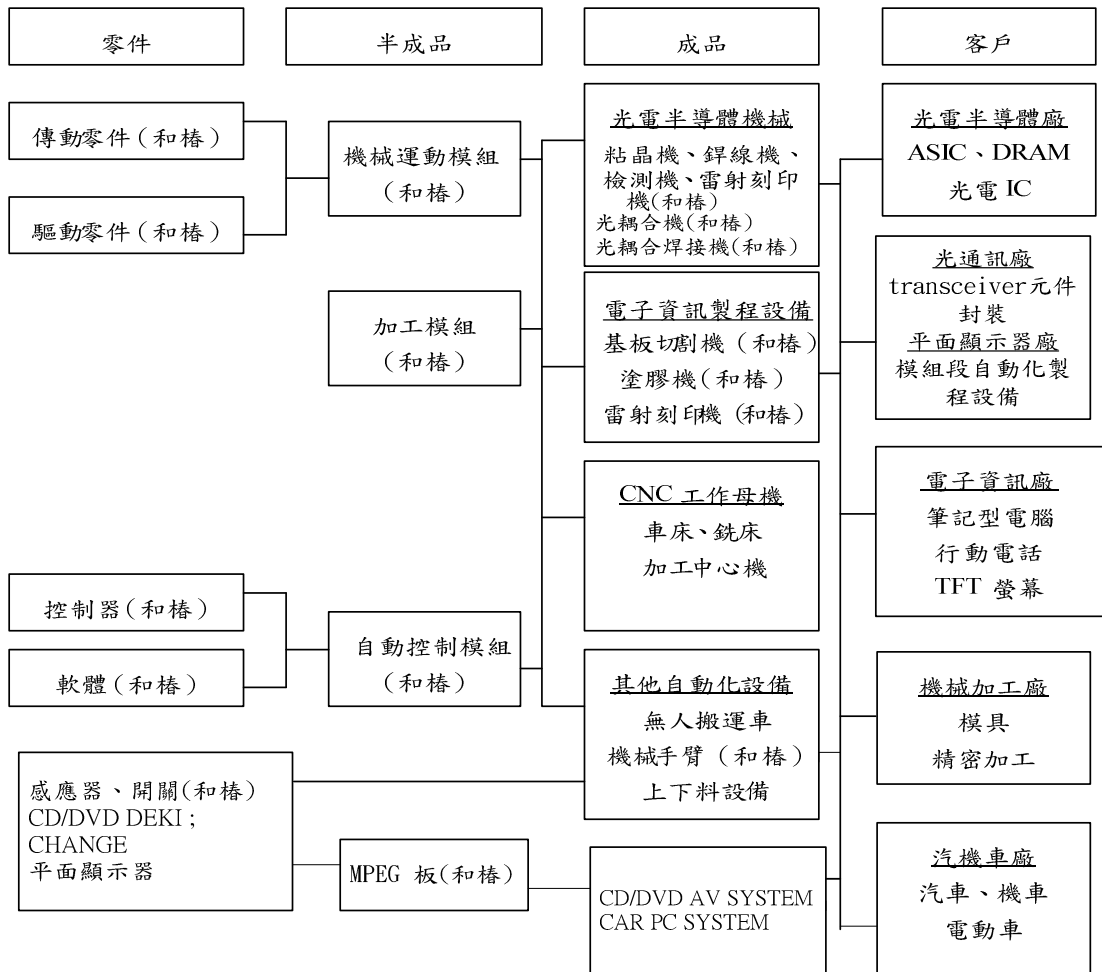 零件
半成品
成品
客戶
傳動零件(和椿)
驅動零件(和椿)
機械運動模組
(和椿)
光電半導體機械
粘晶機、銲線機、
檢測機、雷射刻印
機(和椿)
光耦合機(和椿)
光耦合焊接機(和椿)
光電半導體廠
ASIC、DRAM
光電 IC
加工模組
(和椿)
電子資訊製程設備
基板切割機(和椿)
塗膠機(和椿)
雷射刻印機(和椿)
光通訊廠
transceiver元件
封裝
平面顯示器廠
模組段自動化製
程設備
CNC 工作母機
車床、銑床
加工中心機
電子資訊廠
筆記型電腦
行動電話
TFT 螢幕
控制器(和椿)
軟體(和椿)
自動控制模組
(和椿)
其他自動化設備
無人搬運車
機械手臂(和椿)
上下料設備
機械加工廠
模具
精密加工
感應器、開關(和椿)
CD/DVD DEKI;
CHANGE
平面顯示器
MPEG 板(和椿)
CD/DVD AV SYSTEM
CAR PC SYSTEM
汽機車廠
汽車、機車
電動車